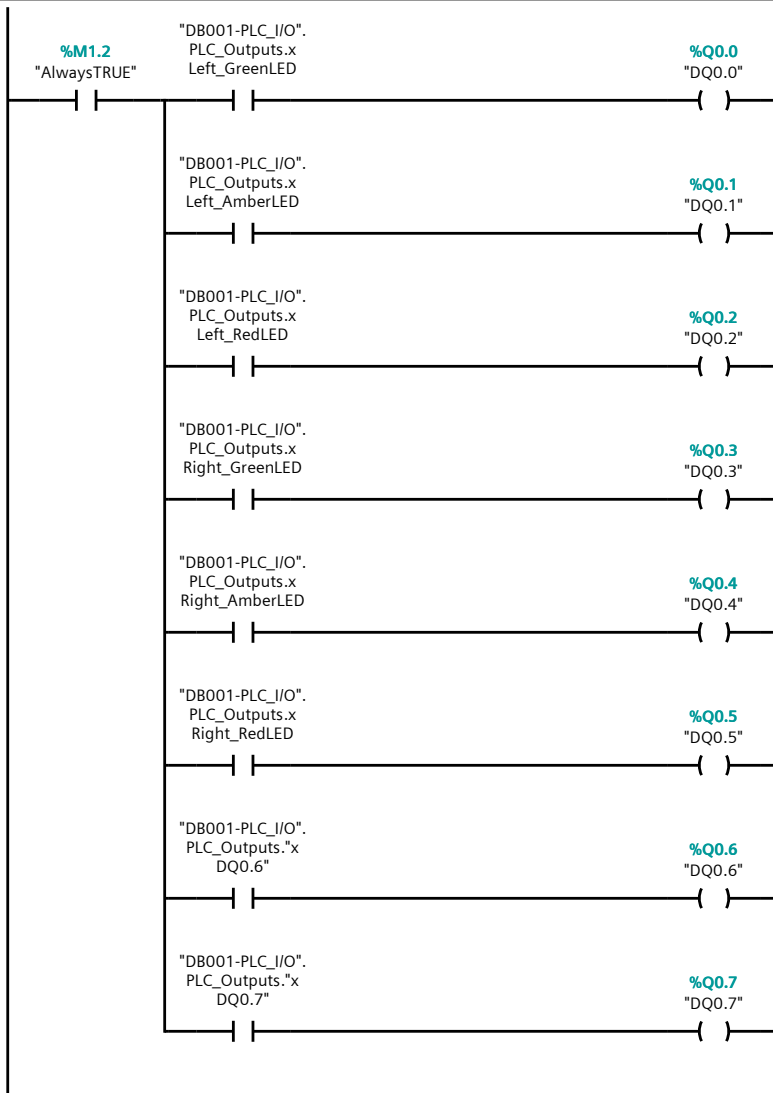 %M1.2
"AlwaysTRUE"
"DB001-PLC_I/O".
PLC_Outputs.x
Left_GreenLED
%Q0.0
"DQ0.0"
"DB001-PLC_I/O".
PLC_Outputs.x
Left_AmberLED
%Q0.1
"DQ0.1"
"DB001-PLC_I/O".
PLC_Outputs.x
Left_RedLED
%Q0.2
"DQ0.2"
"DB001-PLC_I/O".
PLC_Outputs.x
Right_GreenLED
%Q0.3
"DQ0.3"
"DB001-PLC_I/O".
PLC_Outputs.x
Right_AmberLED
%Q0.4
"DQ0.4"
"DB001-PLC_I/O".
PLC_Outputs.x
Right_RedLED
%Q0.5
"DQ0.5"
"DB001-PLC_I/O".
PLC_Outputs."x
DQ0.6"
%Q0.6
"DQ0.6"
"DB001-PLC_I/O".
PLC_Outputs."x
DQ0.7"
%Q0.7
"DQ0.7"